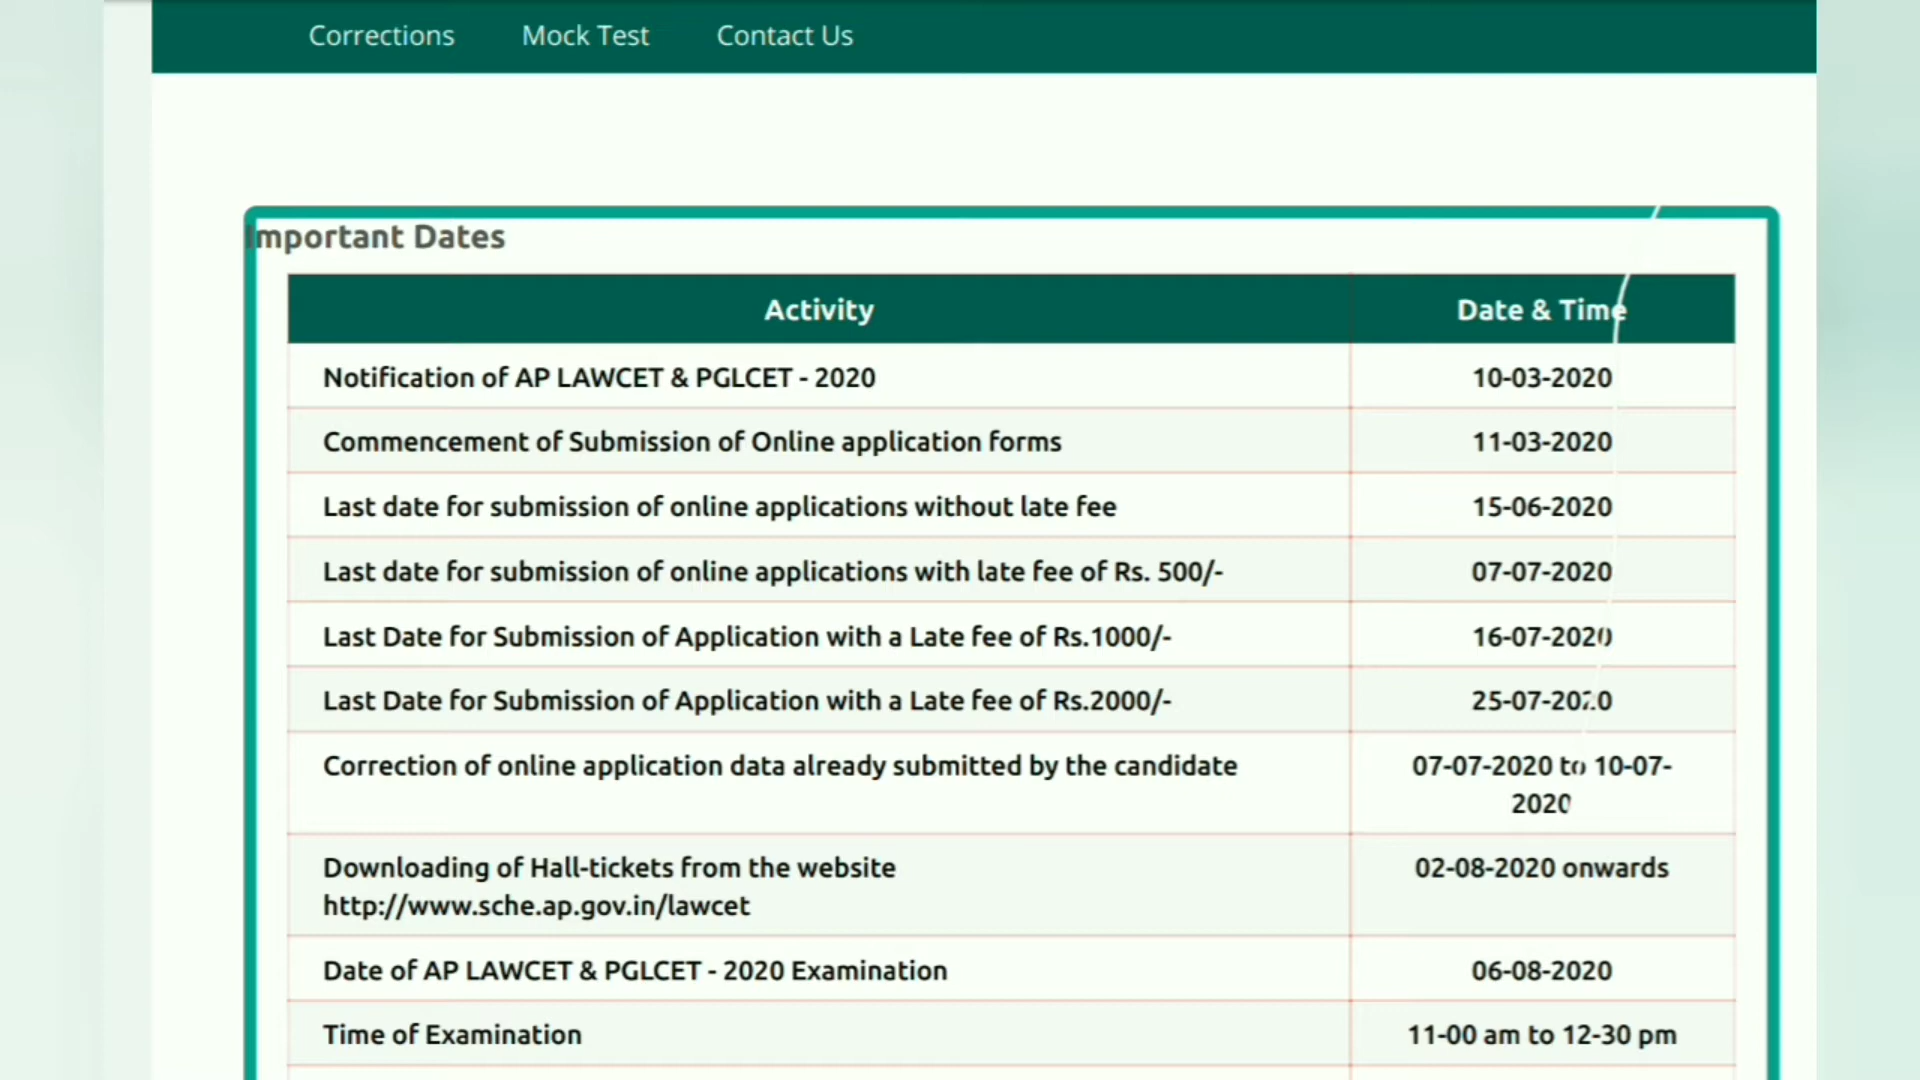 Corrections Mock Test Contact Us
Important Dates
Activity Date & Time
Notification of AP LAWCET & PGLCET - 2020 10-03-2020
Commencement of Submission of Online application forms 11-03-2020
Last date for submission of online applications without late fee 15-06-2020
Last date for submission of online applications with late fee of Rs. 500/- 07-07-2020
Last Date for Submission of Application with a Late fee of Rs.1000/- 16-07-2020
Last Date for Submission of Application with a Late fee of Rs.2000/- 25-07-2020
Correction of online application data already submitted by the candidate 07-07-2020 to 10-07-
2020
Downloading of Hall-tickets from the website 02-08-2020 onwards
http://www.sche.ap.gov.in/lawcet
Date of AP LAWCET & PGLCET - 2020 Examination 06-08-2020
Time of Examination 11-00 am to 12-30 pm